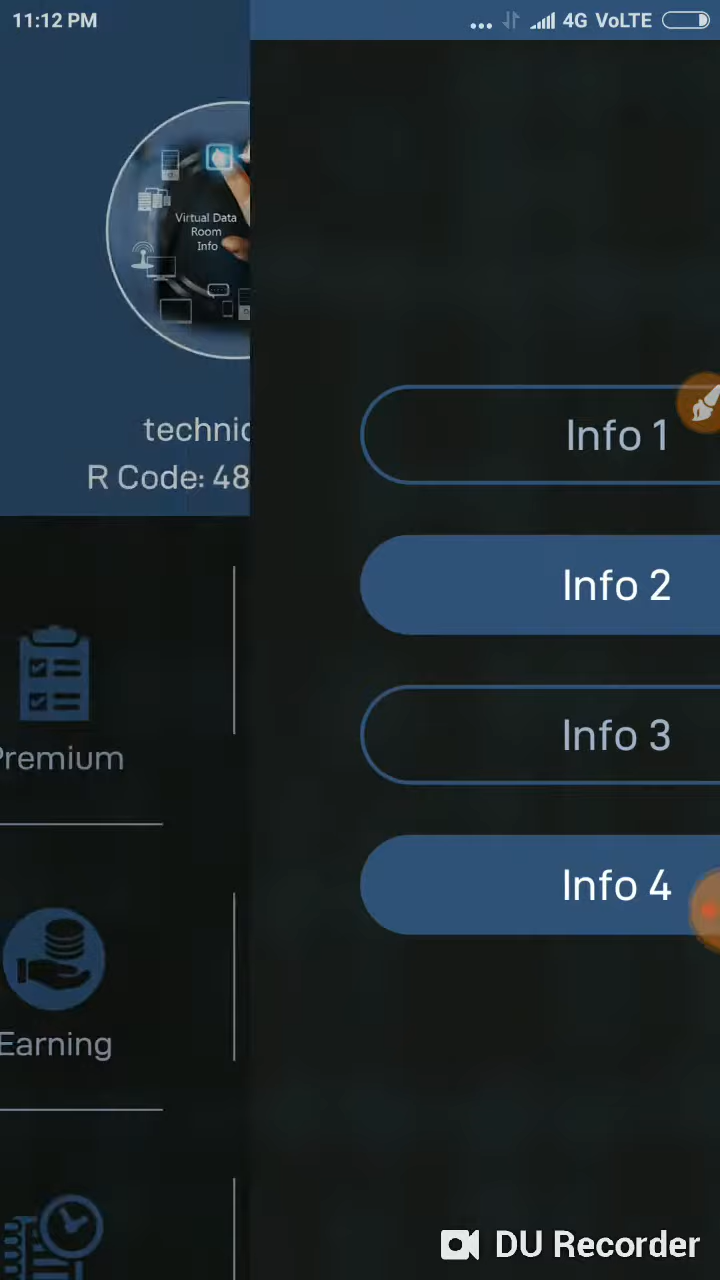 11:12 PM
... 4G VoLTE
Virtual Data
Room
Info
technic
R Code: 48
Info 1
Info 2
Premium
Info 3
Info 4
Earning
DU Recorder